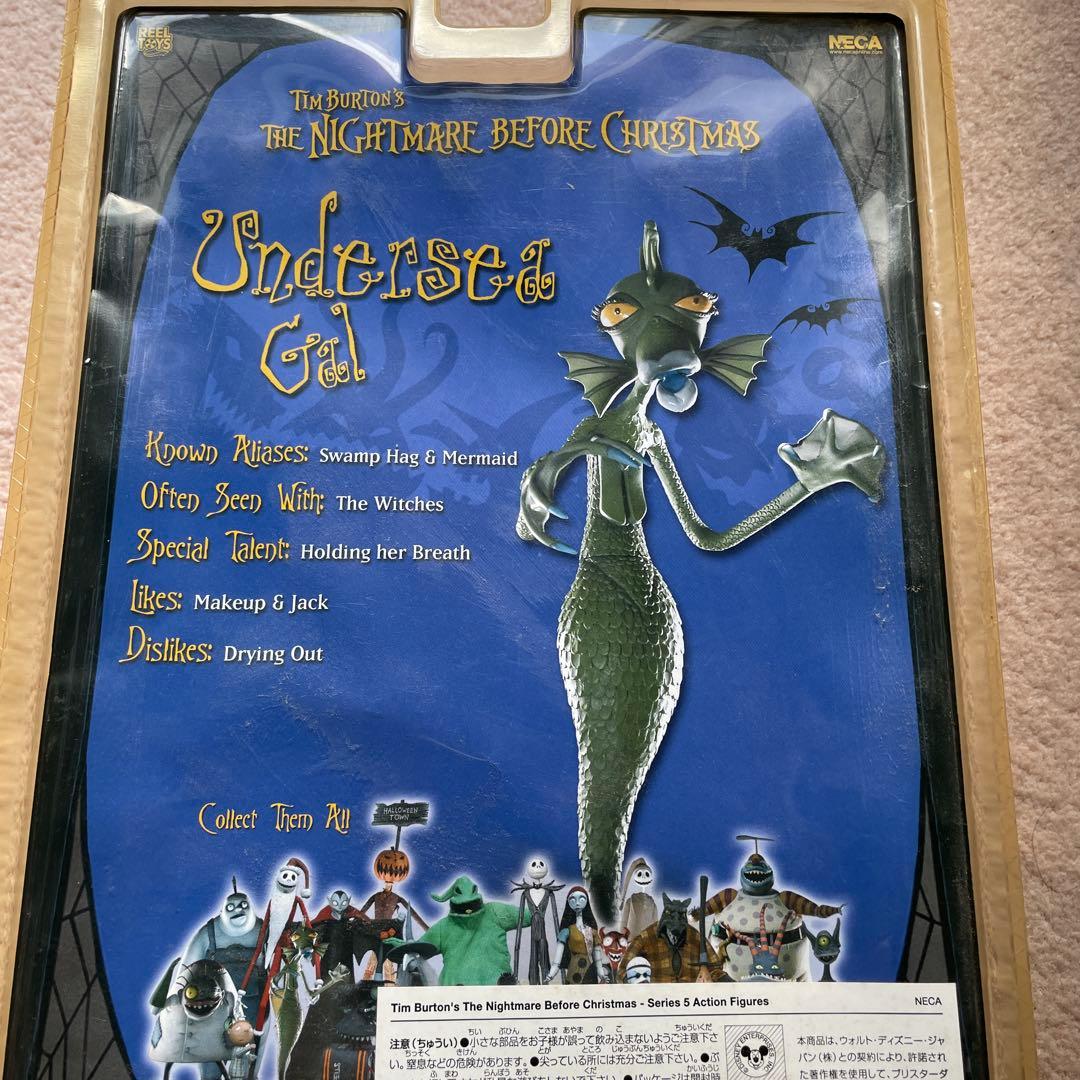 REEL
TOYS
NECA
www.necaonline.com
TIM BURTON'S
THE NIGHTMARE BEFORE CHRISTMAS
Undersea
Gal
Known Aliases: Swamp Hag & Mermaid
Often Seen With: The Witches
Special Talent: Holding her Breath
Likes: Makeup & Jack
Dislikes: Drying Out
Collect Them All
HALLOWEEN
TOWN
Tim Burton's The Nightmare Before Christmas - Series 5 Action Figures NECA
注意(ちゅうい)●小さな部品をお子様が誤って飲み込まないようご注意下さ
い。窒息などの危険があります。●尖っている所には充分ご注意下さい。●ぶ
本商品は、ウォルト・ディズニー・ジャ
パン(株)との契約により、許諾され
た著作権を使用して、ブリスターダ
DISNEY ENTERPRISES, INC